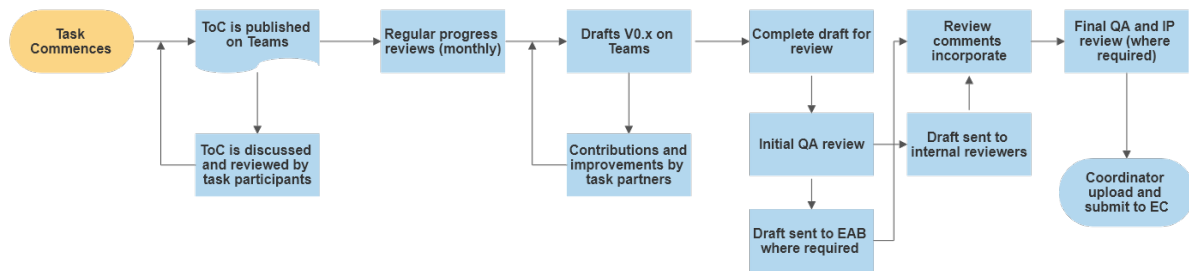 Task
Commences
ToC is published
on Teams
Regular progress
reviews (monthly)
Drafts V0.x on
Teams
Complete draft for
review
Review
comments
incorporate
Final QA and IP
review (where
required)
ToC is discussed
and reviewed by
task participants
Contributions and
improvements by
task partners
Initial QA review
Draft sent to
internal reviewers
Coordinator
upload and
submit to EC
Draft sent to EAB
where required